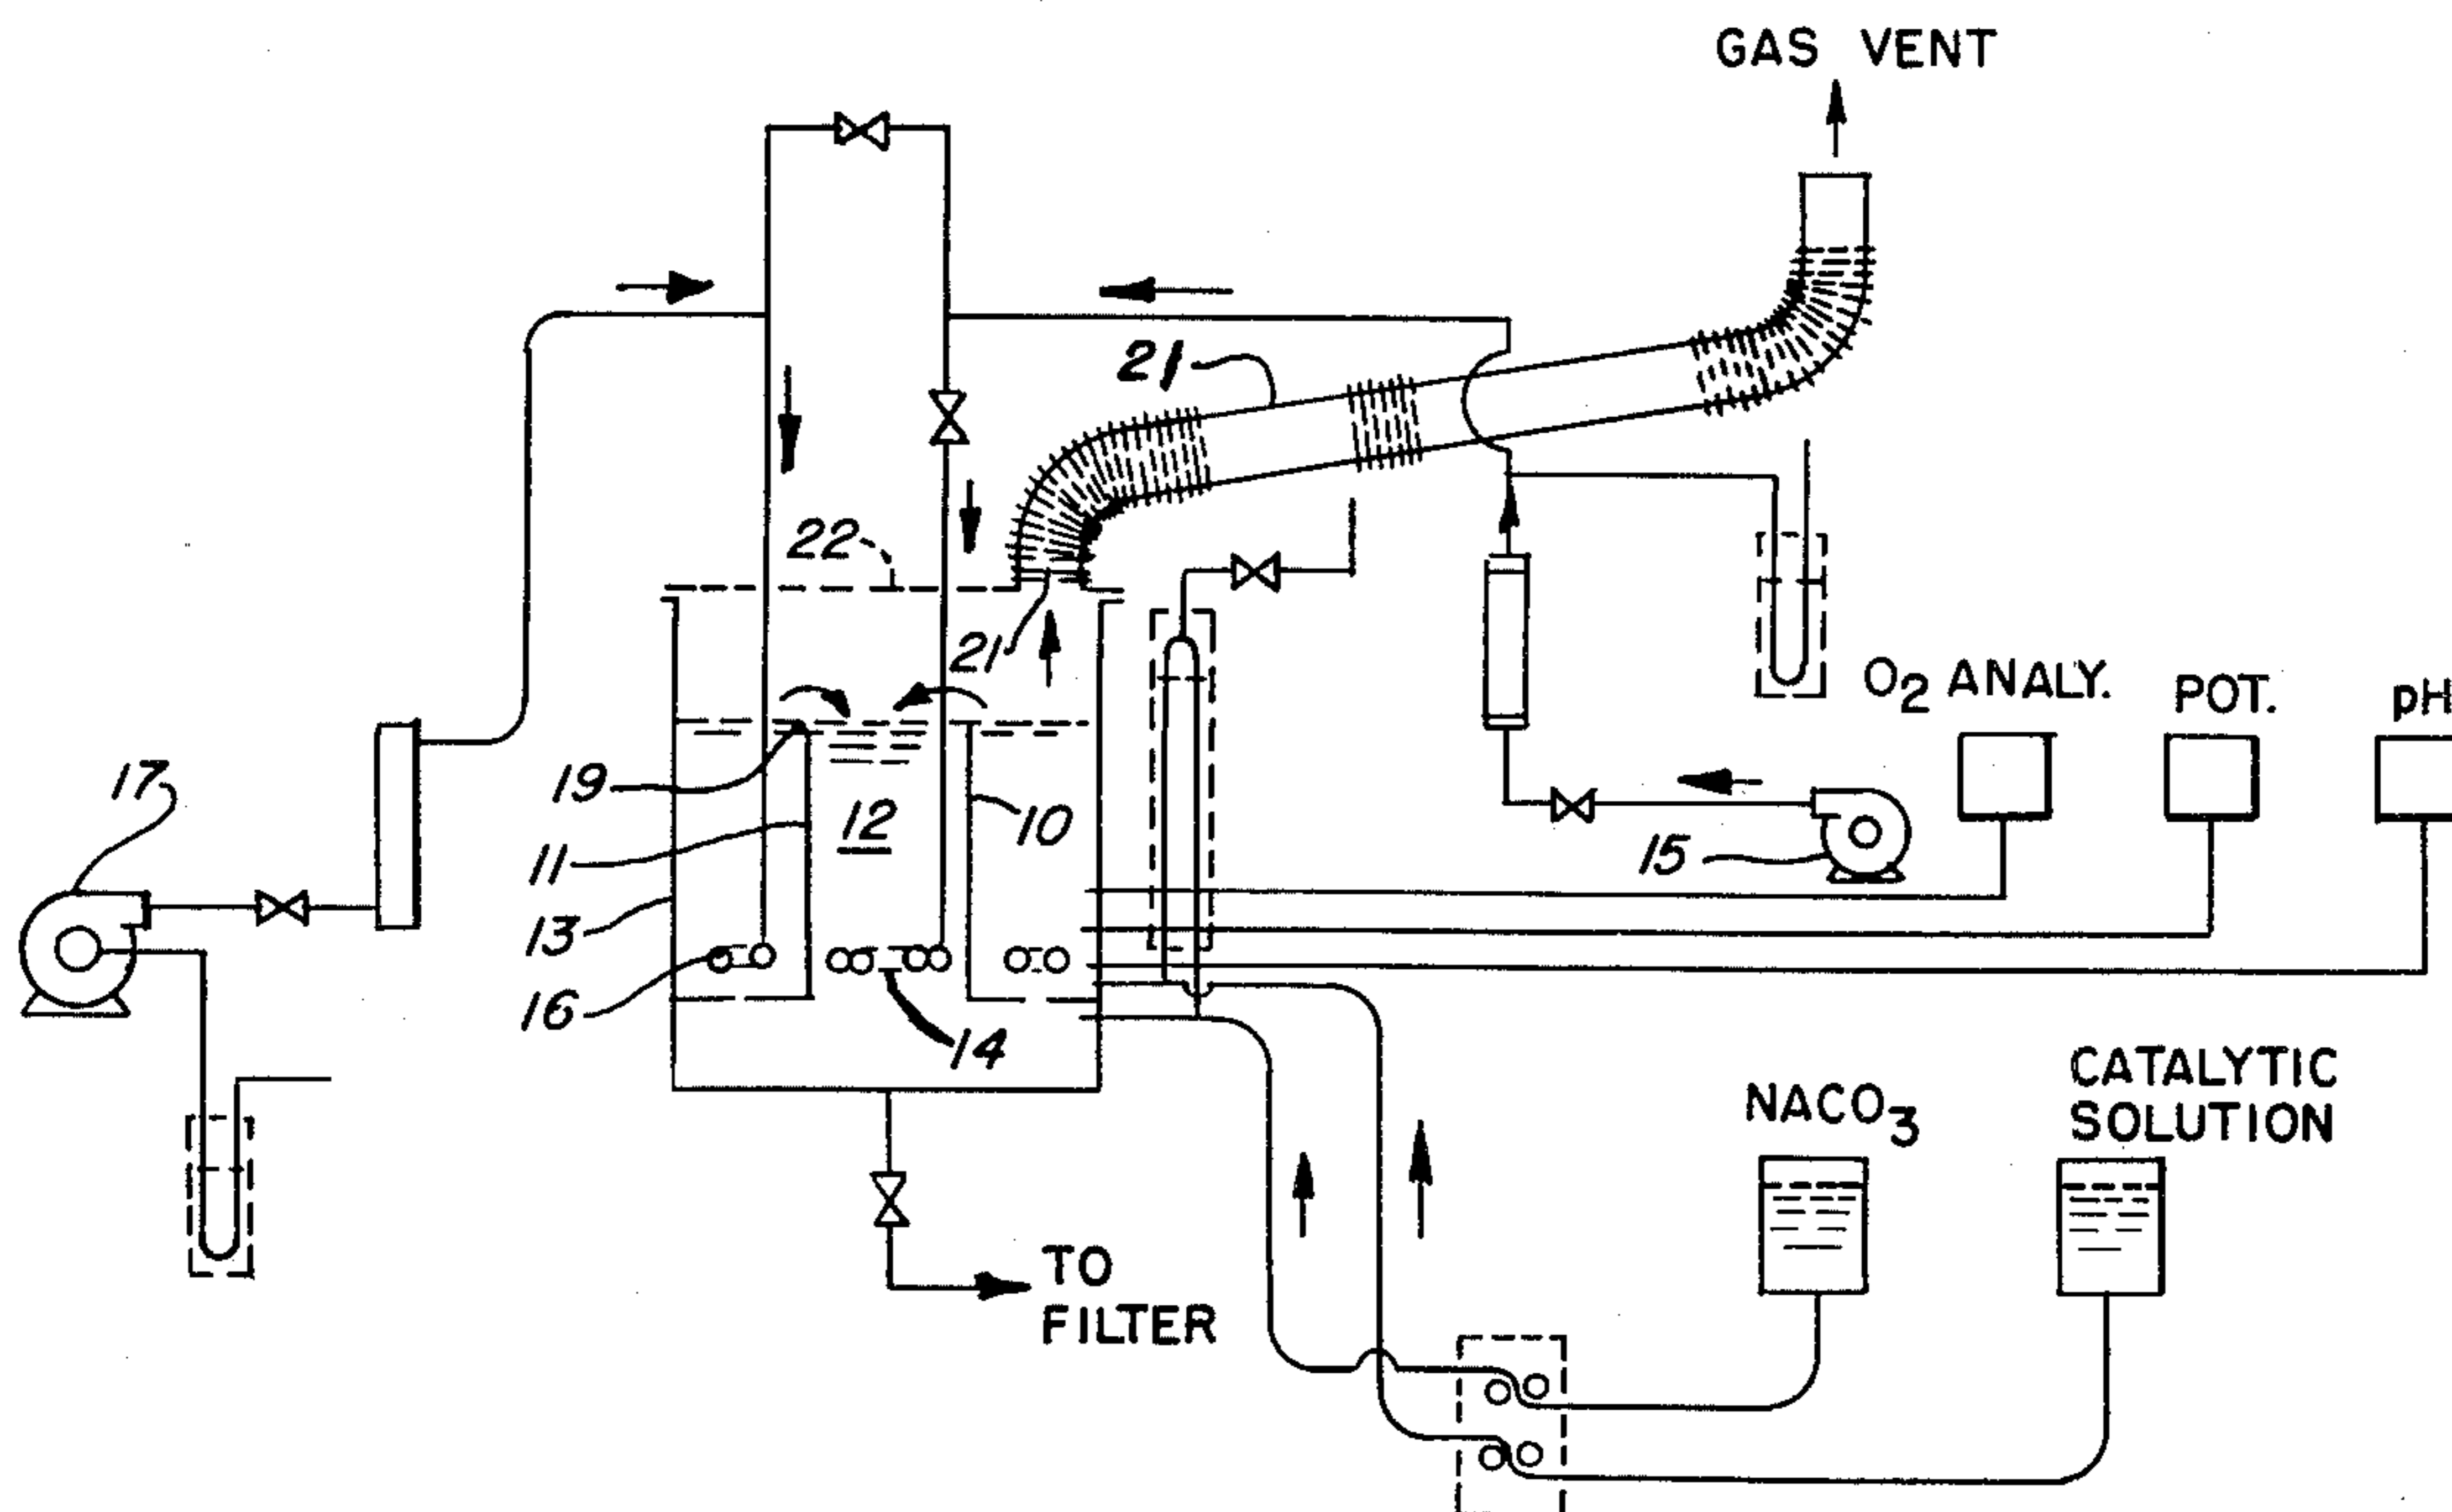 GAS VENT
21
22
21
O2 ANALY.
POT.
pH
17
19
12
10
11
15
13
16
14
NACO3
CATALYTIC
SOLUTION
TO
FILTER